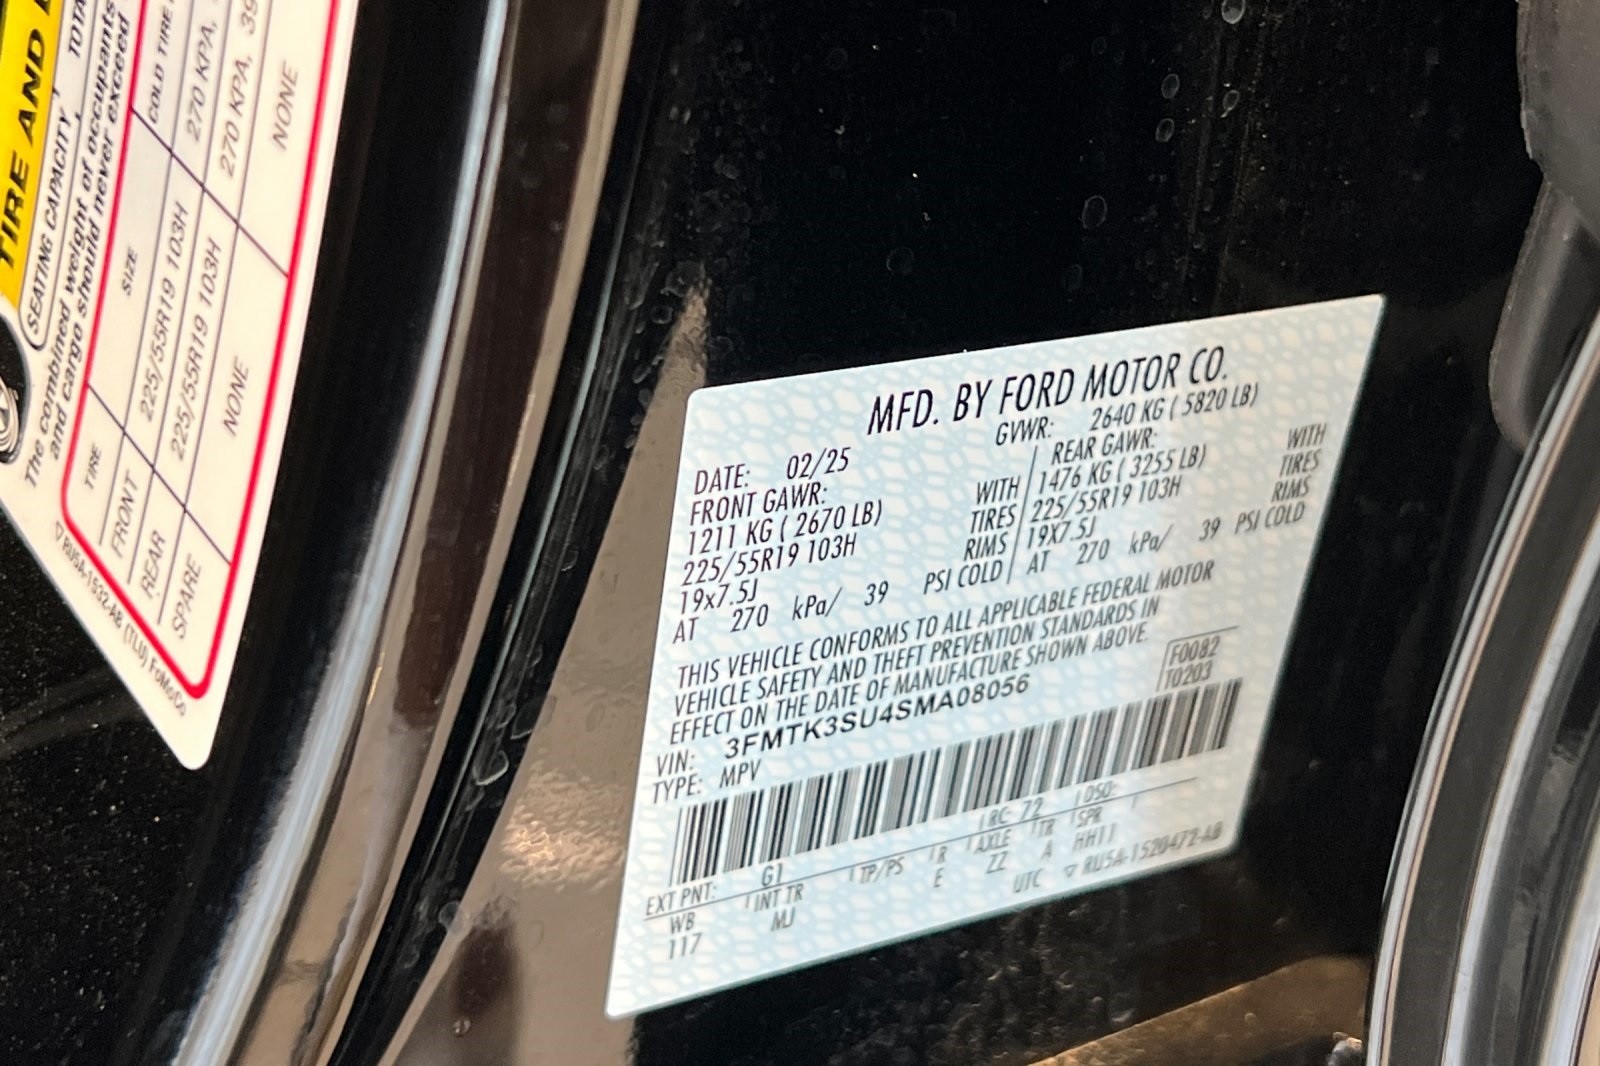 TIRE AND
SEATING CAPACITY
TOTA
The combined weight of occupants
and cargo should never exceed
TIRE SIZE COLD TIRE
FRONT 225/55R19 103H 270 KPA, 39
REAR 225/55R19 103H 270 KPA, 39
SPARE NONE NONE
▽ RU5A-1532-AB (TLU) FoMoCo
MFD. BY FORD MOTOR CO.
DATE: 02/25 GVWR: 2640 KG ( 5820 LB)
FRONT GAWR: REAR GAWR:
1211 KG ( 2670 LB) WITH 1476 KG ( 3255 LB) WITH
225/55R19 103H TIRES 225/55R19 103H TIRES
19x7.5J RIMS 19X7.5J RIMS
AT 270 kPa/ 39 PSI COLD AT 270 kPa/ 39 PSI COLD
THIS VEHICLE CONFORMS TO ALL APPLICABLE FEDERAL MOTOR
VEHICLE SAFETY AND THEFT PREVENTION STANDARDS IN
EFFECT ON THE DATE OF MANUFACTURE SHOWN ABOVE.
VIN: 3FMTK3SU4SMA08056 F0082
TYPE: MPV T0203
EXT PNT: G1 RC: 72 DSO:
WB INT TR TP/PS R AXLE TR SPR
117 MJ E ZZ A HH11
UTC ▽ RU5A-1520472-AB